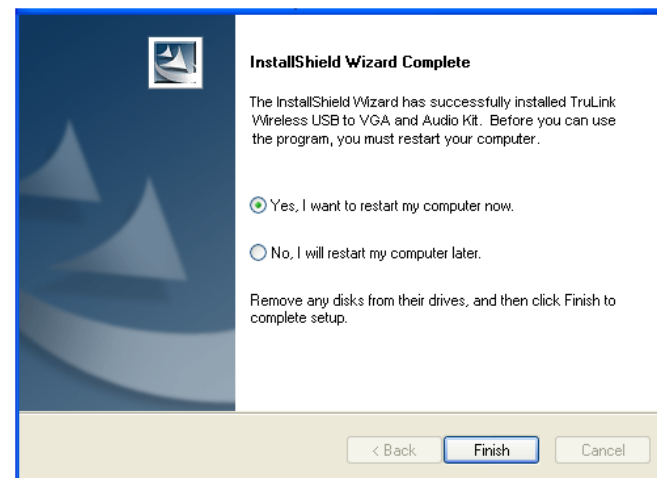 InstallShield Wizard Complete
The InstallShield Wizard has successfully installed TruLink
Wireless USB to VGA and Audio Kit. Before you can use
the program, you must restart your computer.
Yes, I want to restart my computer now.
No, I will restart my computer later.
Remove any disks from their drives, and then click Finish to
complete setup.
< Back Finish Cancel